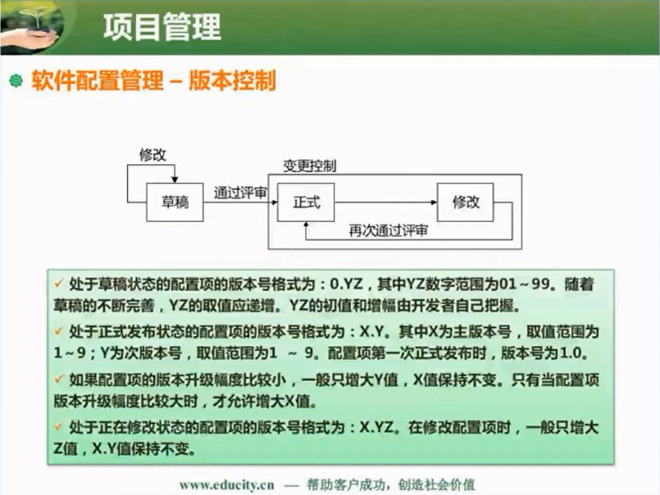 项目管理
软件配置管理 – 版本控制
修改
变更控制
草稿
通过评审
正式
修改
再次通过评审
✓ 处于草稿状态的配置项的版本号格式为：0.YZ，其中YZ数字范围为01～99。随着
草稿的不断完善，YZ的取值应递增。YZ的初值和增幅由开发者自己把握。
✓ 处于正式发布状态的配置项的版本号格式为：X.Y。其中X为主版本号，取值范围为
1～9；Y为次版本号，取值范围为1 ～ 9。配置项第一次正式发布时，版本号为1.0。
✓ 如果配置项的版本升级幅度比较小，一般只增大Y值，X值保持不变。只有当配置项
版本升级幅度比较大时，才允许增大X值。
✓ 处于正在修改状态的配置项的版本号格式为：X.YZ。在修改配置项时，一般只增大
Z值，X.Y值保持不变。
www.educity.cn — 帮助客户成功，创造社会价值